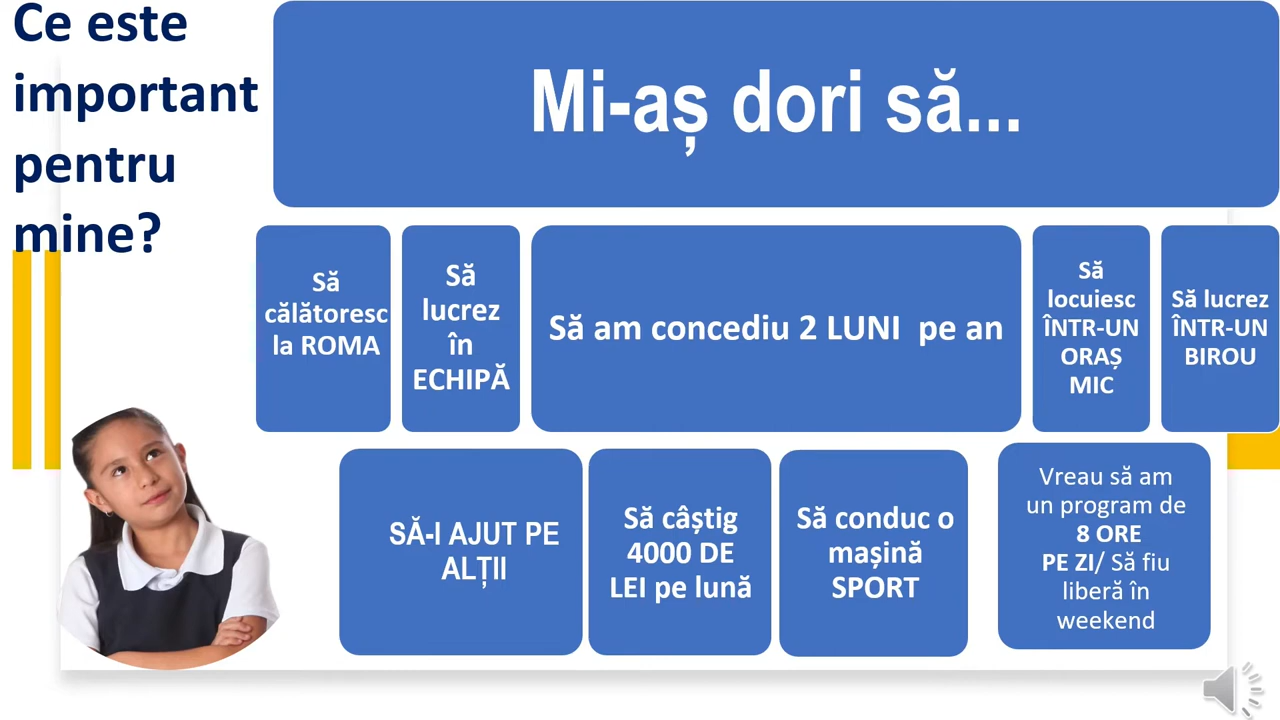 Ce este
important
pentru
mine?
Mi-aș dori să...
Să
călătoresc
la ROMA
Să
lucrez
în
ECHIPĂ
Să am concediu 2 LUNI pe an
Să
locuiesc
ÎNTR-UN
ORAȘ
MIC
Să lucrez
ÎNTR-UN
BIROU
SĂ-I AJUT PE
ALȚII
Să câștig
4000 DE
LEI pe lună
Să conduc o
mașină
SPORT
Vreau să am
un program de
8 ORE
PE ZI/ Să fiu
liberă în
weekend